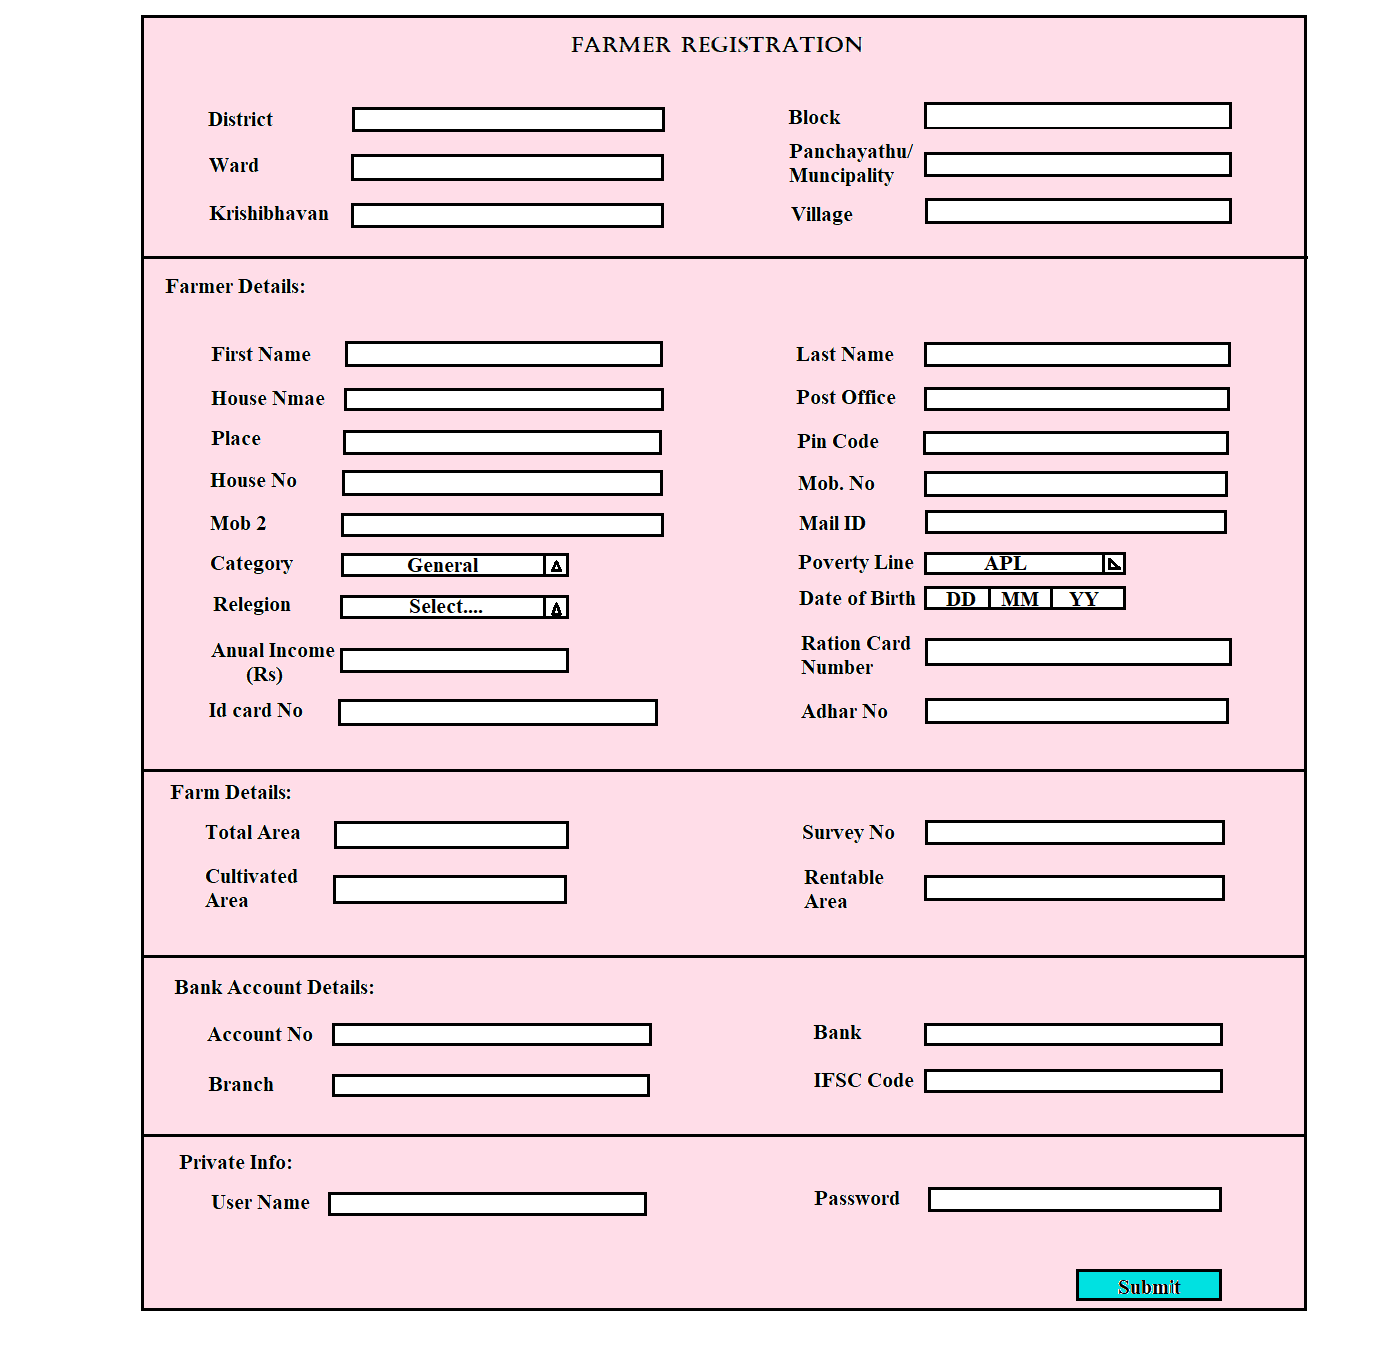 FARMER REGISTRATION
District
Block
Ward
Panchayathu/
Muncipality
Krishibhavan
Village
Farmer Details:
First Name
Last Name
House Nmae
Post Office
Place
Pin Code
House No
Mob. No
Mob 2
Mail ID
Category General
Poverty Line APL
Relegion Select....
Date of Birth DD MM YY
Anual Income
(Rs)
Ration Card
Number
Id card No
Adhar No
Farm Details:
Total Area
Survey No
Cultivated
Area
Rentable
Area
Bank Account Details:
Account No
Bank
Branch
IFSC Code
Private Info:
User Name
Password
Submit